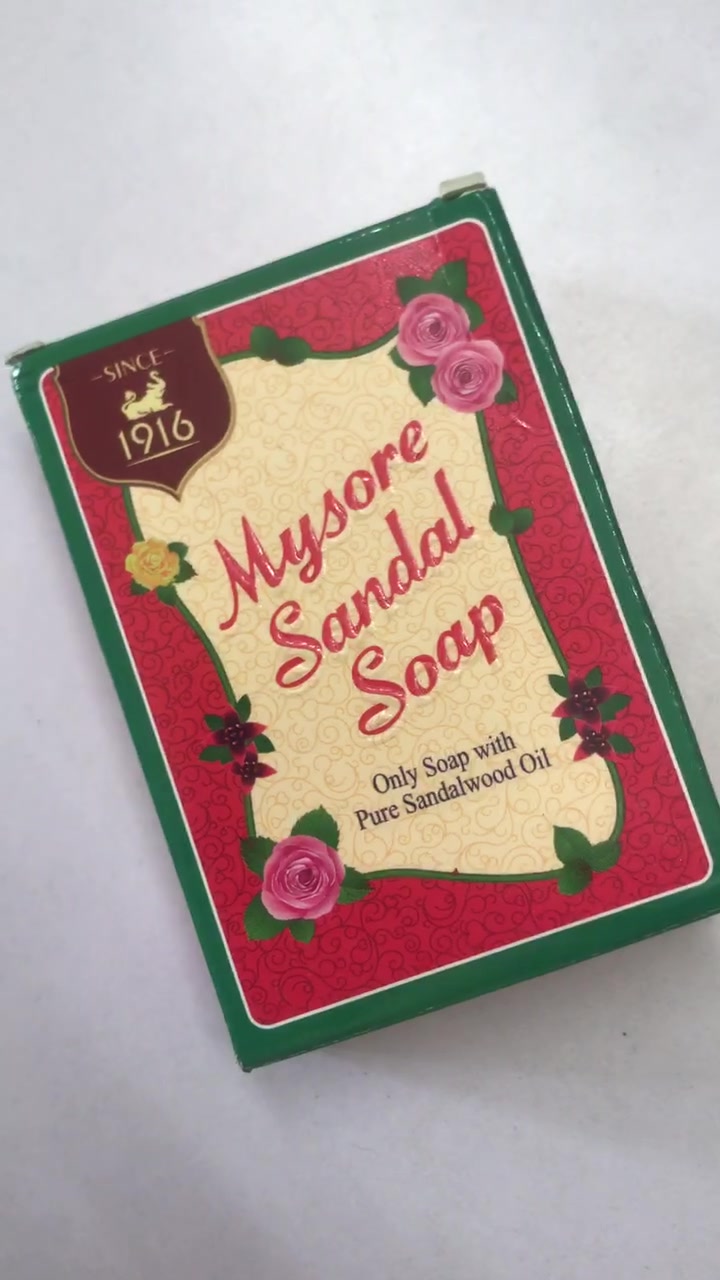 -SINCE-
1916
Mysore
Sandal
Soap
Only Soap with
Pure Sandalwood Oil